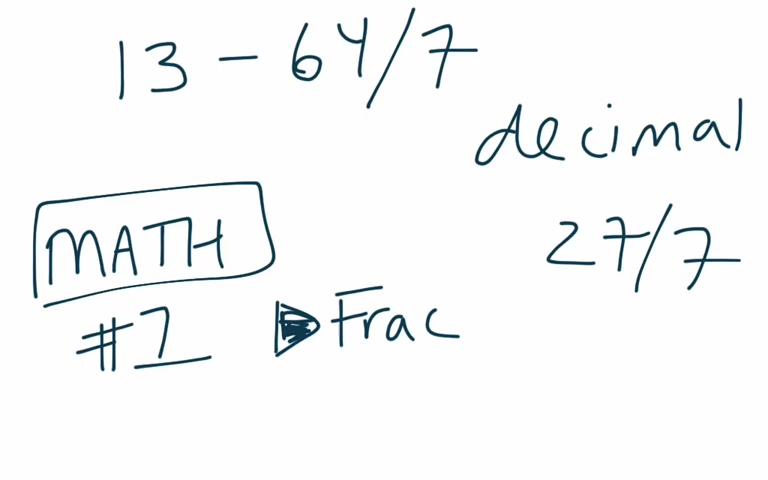 13 - 64/7
decimal
MATH
27/7
#1 ▶Frac